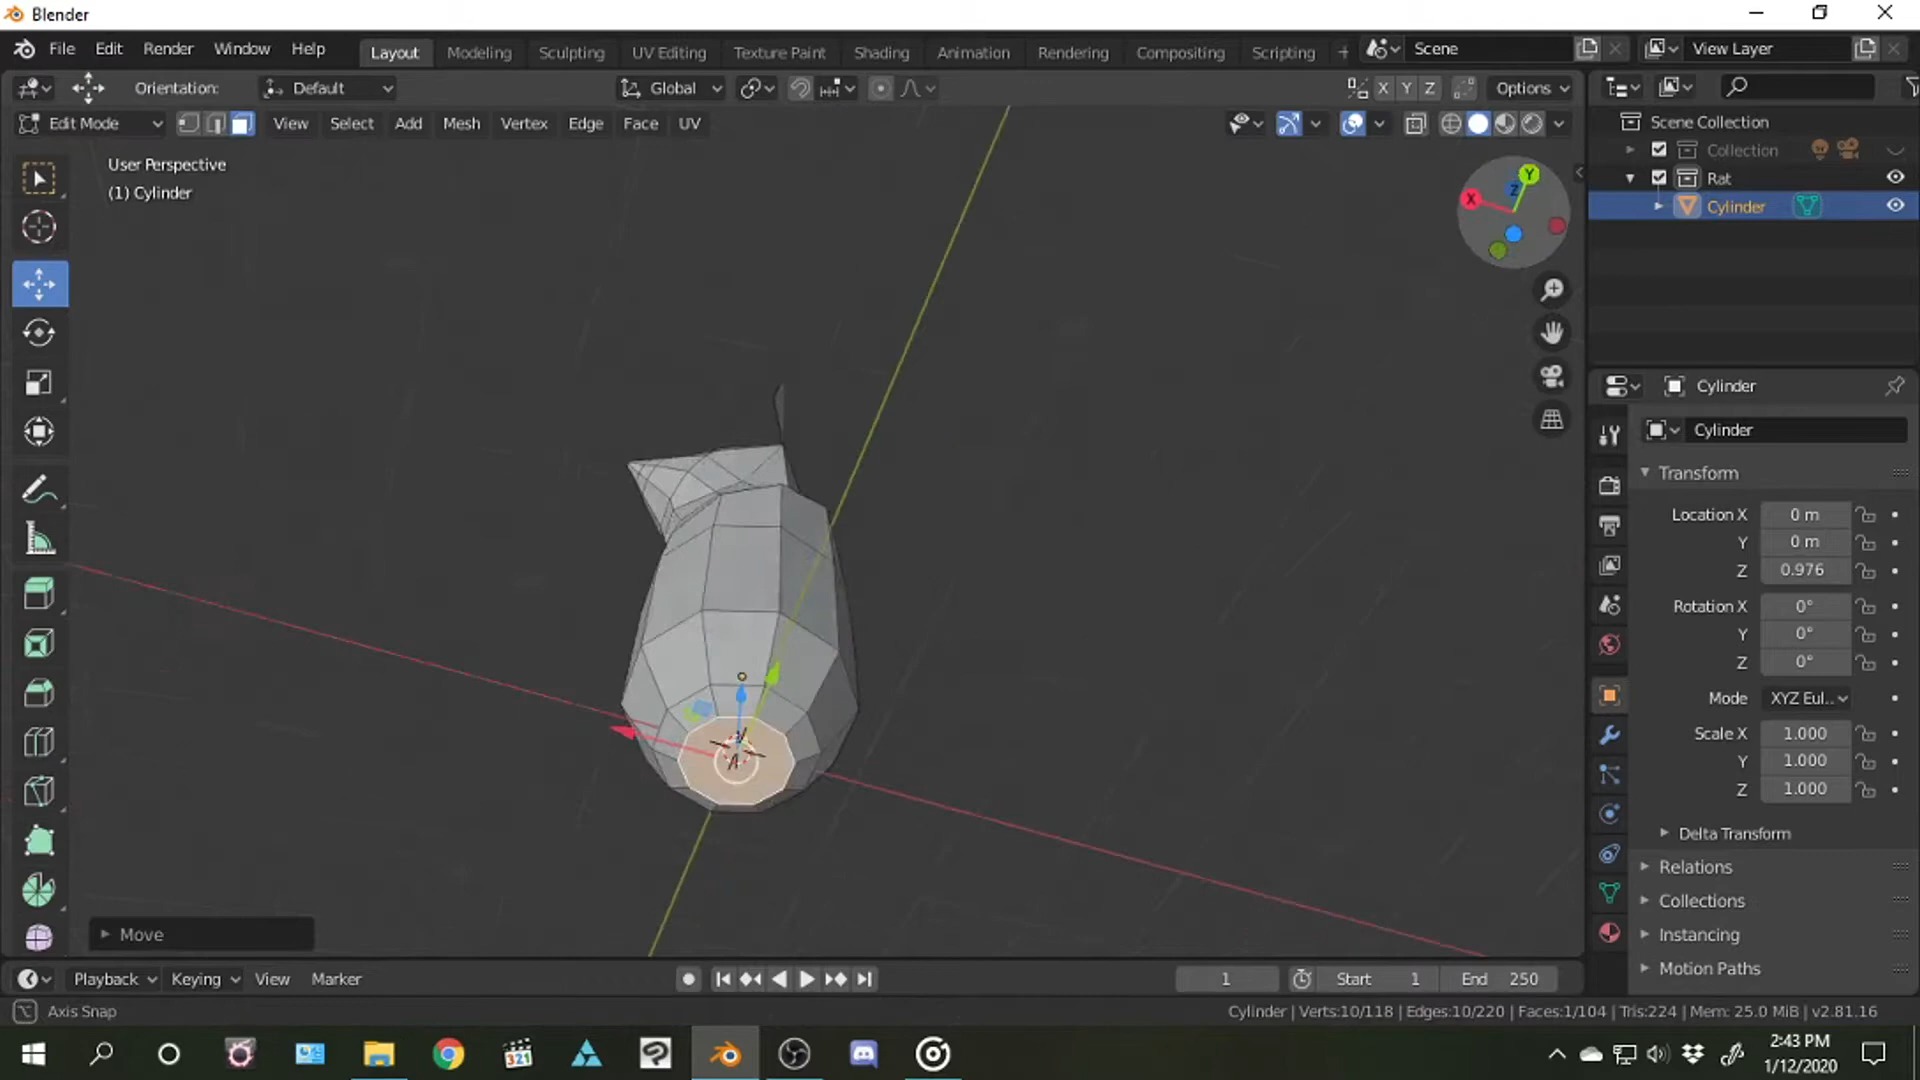 Blender
File Edit Render Window Help Layout Modeling Sculpting UV Editing Texture Paint Shading Animation Rendering Compositing Scripting + Scene View Layer
Orientation: Default Global X Y Z Options
Edit Mode View Select Add Mesh Vertex Edge Face UV
User Perspective
(1) Cylinder
Y
X
Z
Scene Collection
Collection
Rat
Cylinder
Cylinder
Cylinder
Transform
Location X 0 m
Y 0 m
Z 0.976
Rotation X 0°
Y 0°
Z 0°
Mode XYZ Eul..
Scale X 1.000
Y 1.000
Z 1.000
Delta Transform
Relations
Collections
Instancing
Motion Paths
Move
Playback Keying View Marker 1 Start 1 End 250
Axis Snap
Cylinder | Verts:10/118 | Edges:10/220 | Faces:1/104 | Tris:224 | Mem: 25.0 MiB | v2.81.16
321
2:43 PM
1/12/2020